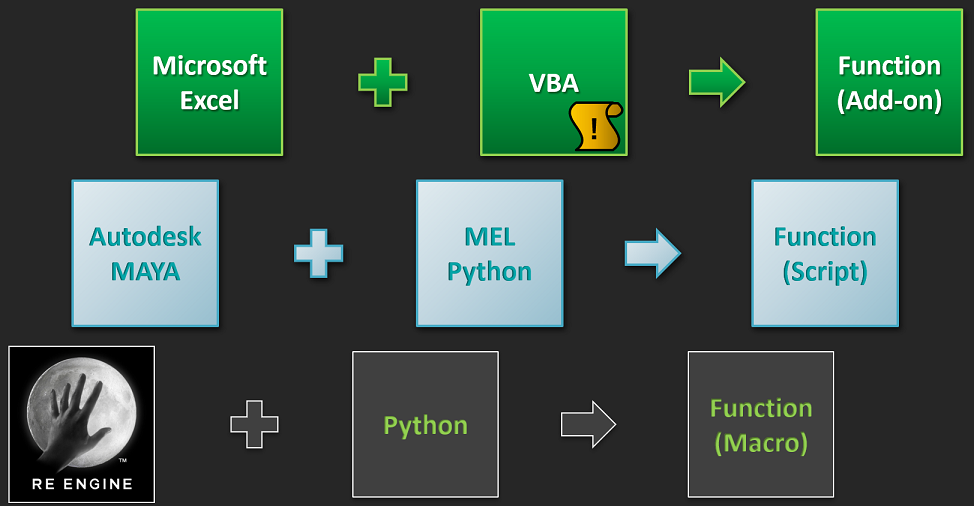 Microsoft
Excel
VBA
!
Function
(Add-on)
Autodesk
MAYA
MEL
Python
Function
(Script)
TM
RE ENGINE
Python
Function
(Macro)